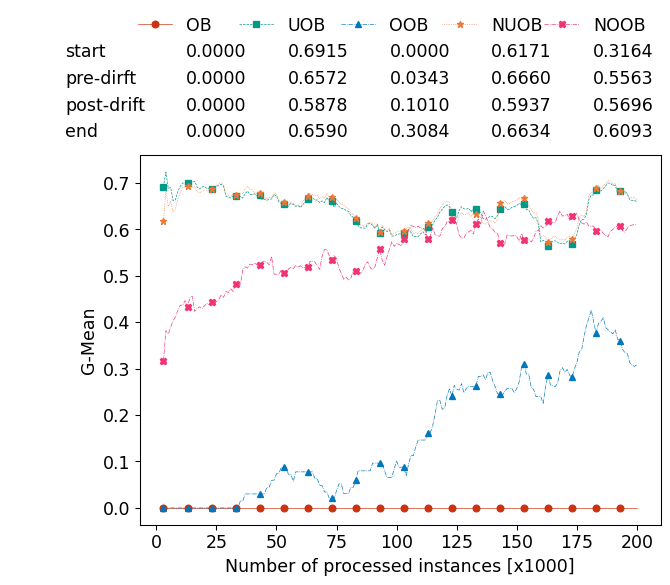 OB UOB OOB NUOB NOOB
start 0.0000 0.6915 0.0000 0.6171 0.3164
pre-dirft 0.0000 0.6572 0.0343 0.6660 0.5563
post-drift 0.0000 0.5878 0.1010 0.5937 0.5696
end 0.0000 0.6590 0.3084 0.6634 0.6093
0.7
0.6
0.5
0.4
0.3
0.2
0.1
0.0
G-Mean
0 25 50 75 100 125 150 175 200
Number of processed instances [x1000]